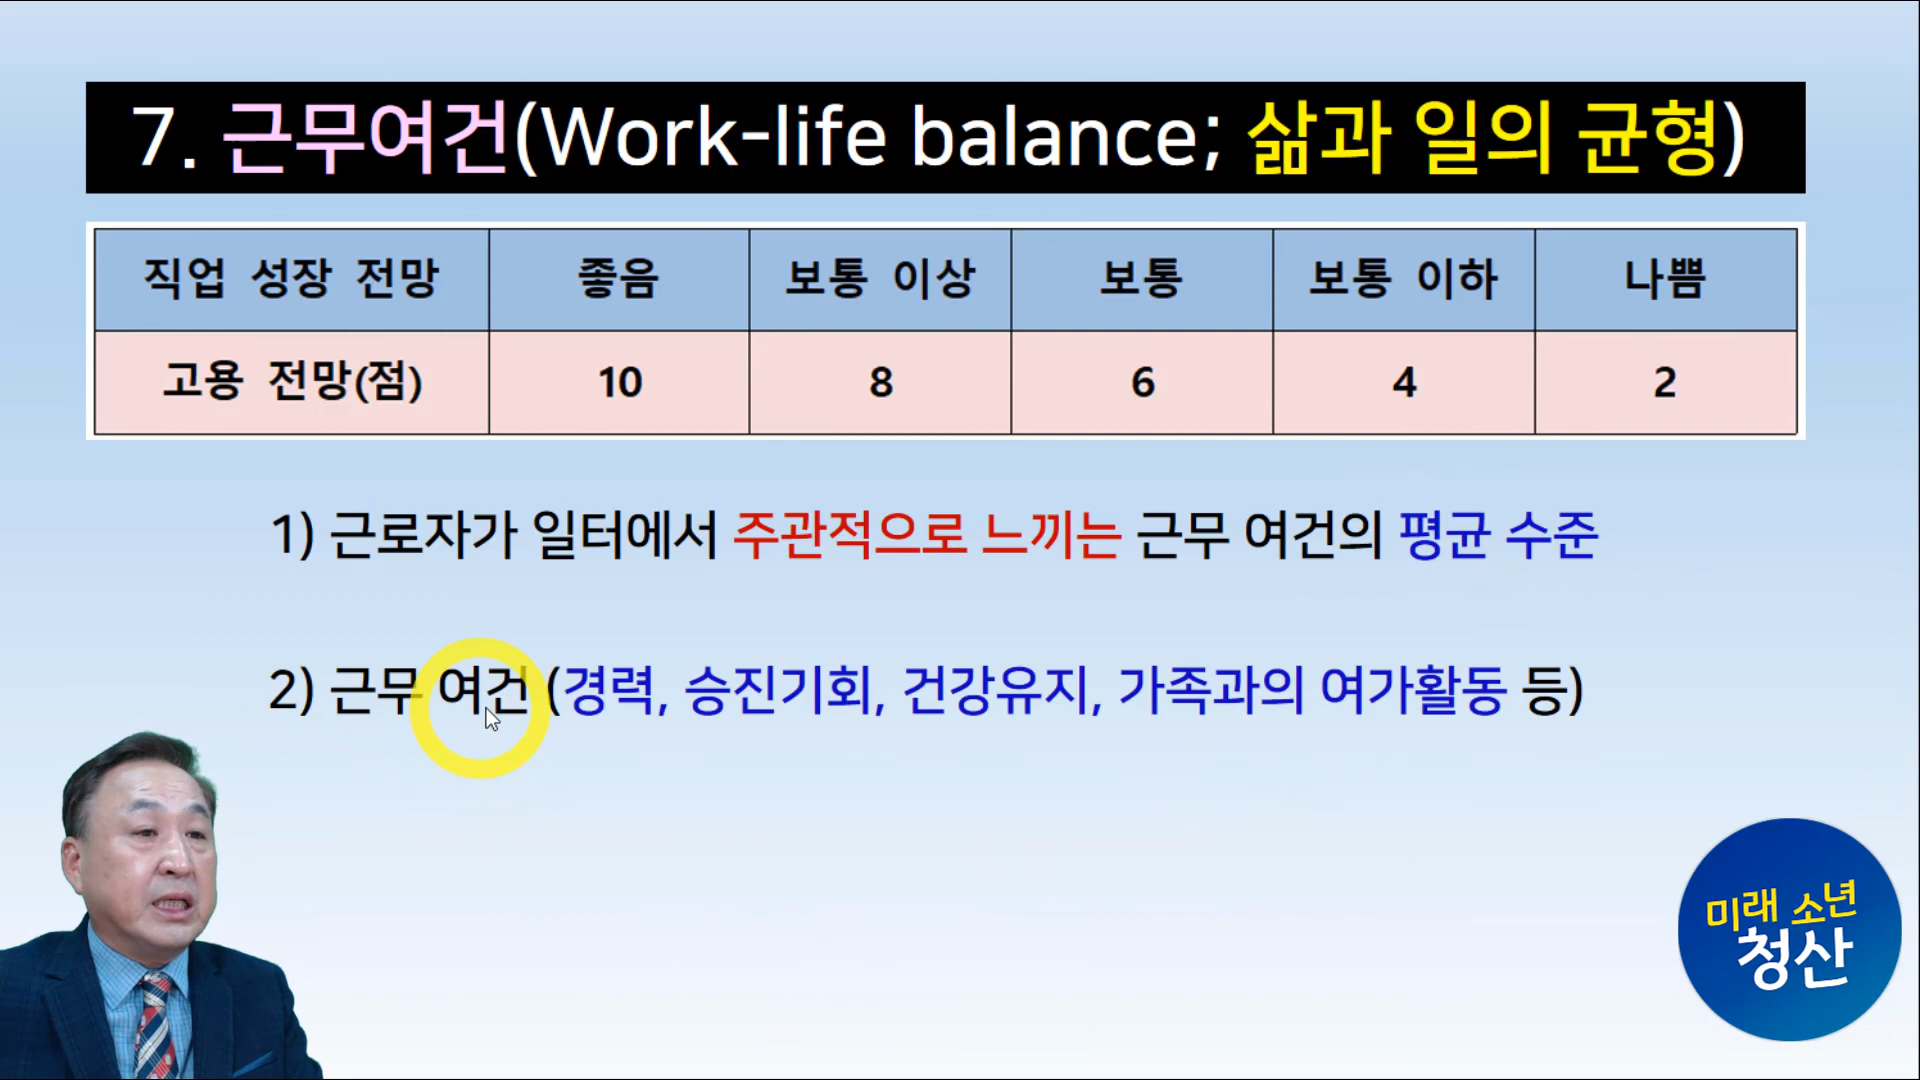 7. 근무여건(Work-life balance; 삶과 일의 균형)
직업 성장 전망 좋음 보통 이상 보통 보통 이하 나쁨
고용 전망(점) 10 8 6 4 2
1) 근로자가 일터에서 주관적으로 느끼는 근무 여건의 평균 수준
2) 근무 여건 (경력, 승진기회, 건강유지, 가족과의 여가활동 등)
미래 소년
청산